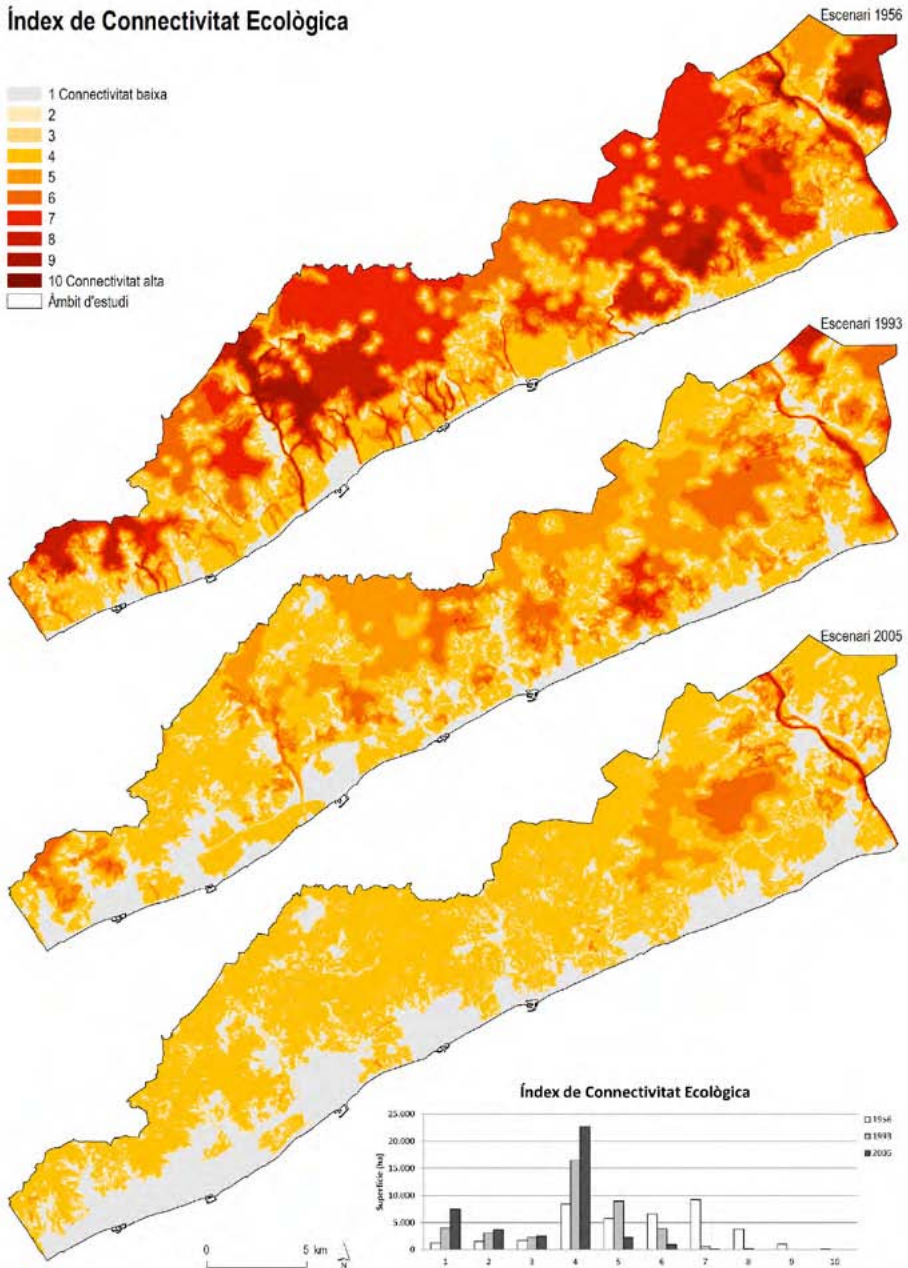 Índex de Connectivitat Ecològica
Escenari 1956
1 Connectivitat baixa
2
3
4
5
6
7
8
9
10 Connectivitat alta
Àmbit d'estudi
Escenari 1993
Escenari 2005
Índex de Connectivitat Ecològica
Superfície (ha)
25.000
20.000
15.000
10.000
5.000
0
1956
1993
2005
1 2 3 4 5 6 7 8 9 10
0 5 km
N